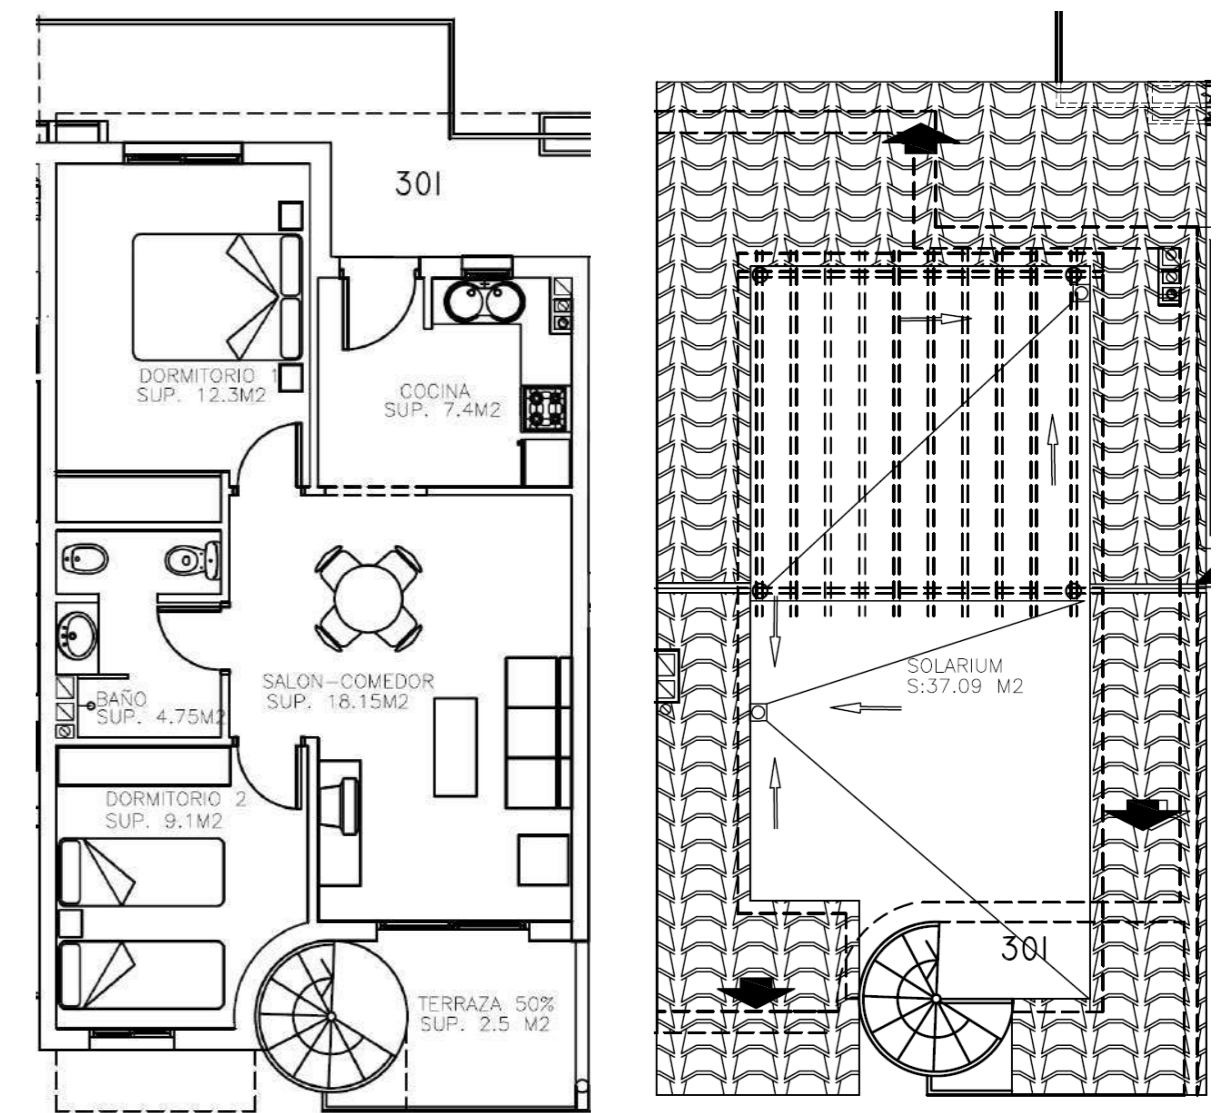 301
DORMITORIO 1
SUP. 12.3M2
COCINA
SUP. 7.4M2
SALON-COMEDOR
SUP. 18.15M2
BAÑO
SUP. 4.75M2
DORMITORIO 2
SUP. 9.1M2
TERRAZA 50%
SUP. 2.5 M2
SOLARIUM
S:37.09 M2
301